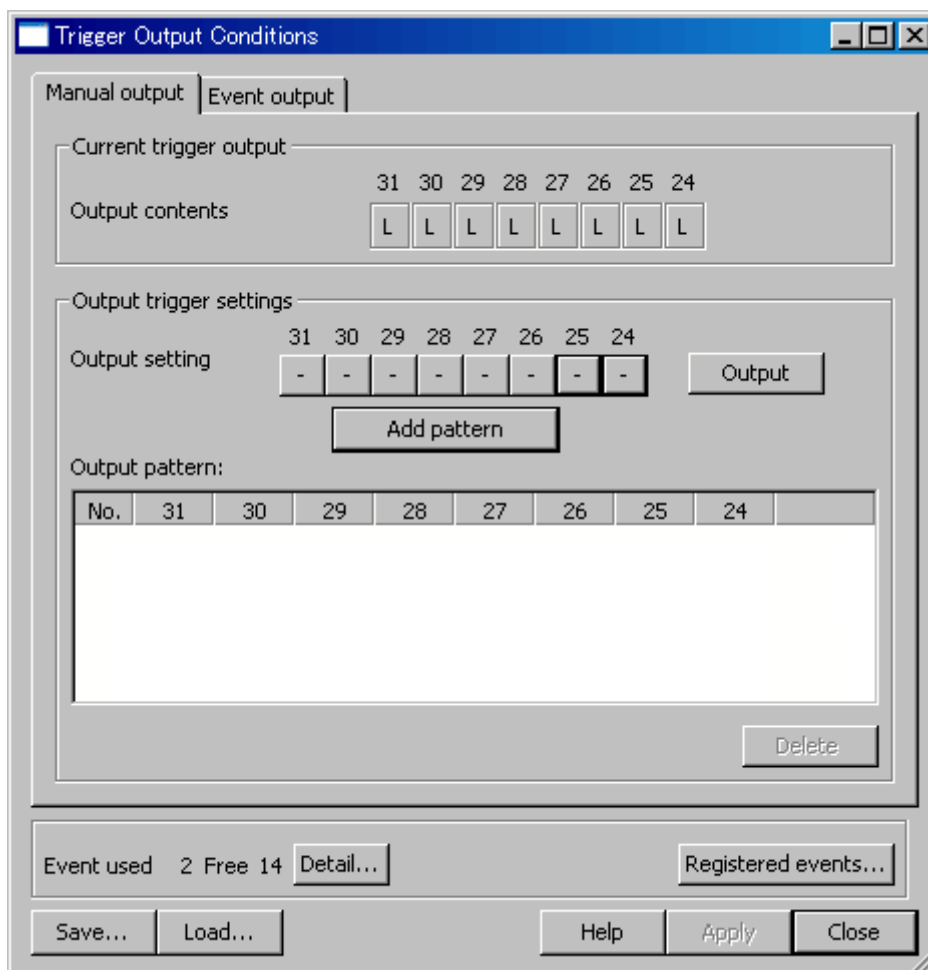 Trigger Output Conditions
Manual output Event output
Current trigger output
31 30 29 28 27 26 25 24
Output contents L L L L L L L L
Output trigger settings
31 30 29 28 27 26 25 24
Output setting - - - - - - - - Output
Add pattern
Output pattern:
No. 31 30 29 28 27 26 25 24
Delete
Event used 2 Free 14 Detail... Registered events...
Save... Load... Help Apply Close